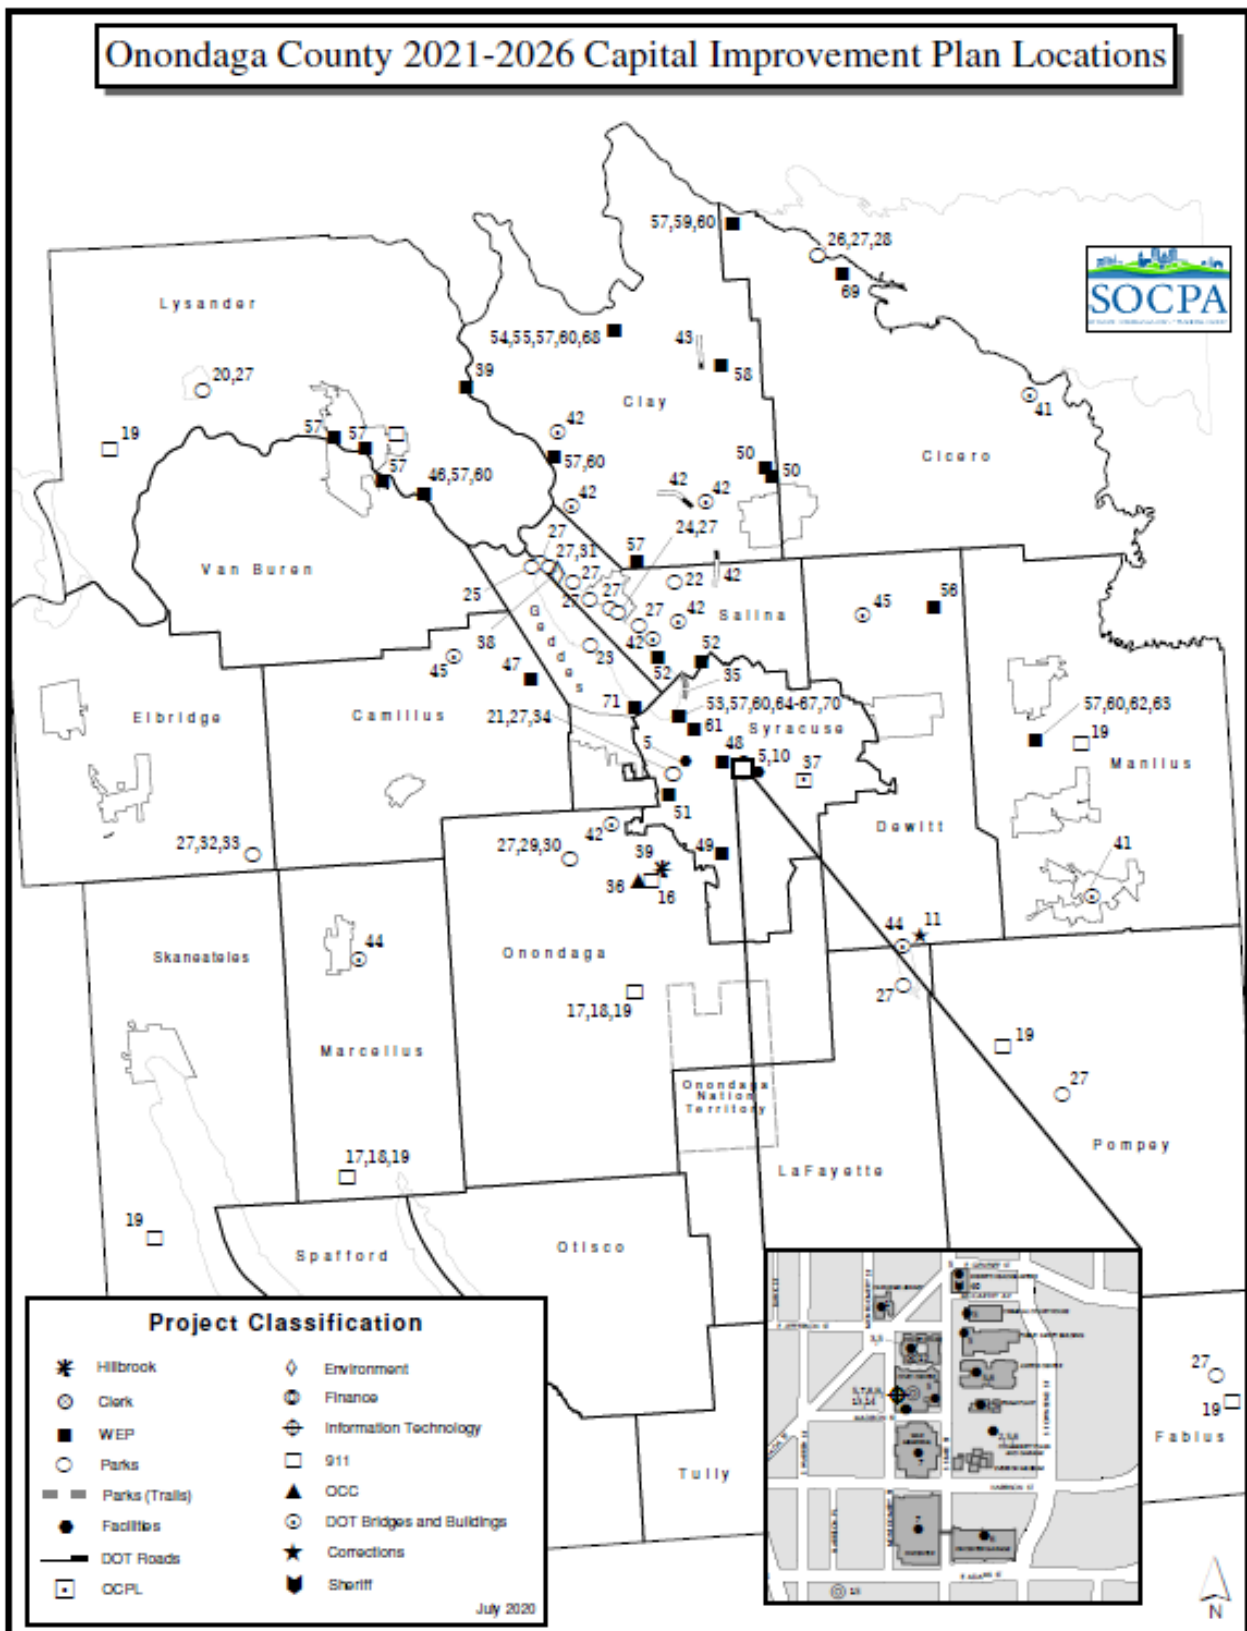 Onondaga County 2021-2026 Capital Improvement Plan Locations
57,59,60
26,27,28
69
SOCPA
Lysander
54,55,57,60,68
43
58
39
20,27
Clay
42
41
19
57
57
57
46,57,60
57,60
50
50
Cicero
42
42
42
24,27
27
27,31
57
Van Buren
25
27
27
27
22
42
27
42
Salina
42
45
56
38
Geddes
45
47
23
52
52
35
Elbridge
Camillus
71
53,57,60,64-67,70
57,60,62,63
21,27,34
61
Syracuse
19
5
48
5,10
37
Manlius
51
Dewitt
27,32,33
27,29,30
42
49
41
39
36
16
44
11
44
Skaneateles
Onondaga
27
17,18,19
19
Marcellus
27
Onondaga
Nation
Territory
Pompey
17,18,19
LaFayette
19
Spafford
Otisco
27
19
Fabius
Tully
Project Classification
Hillbrook
Clerk
WEP
Parks
Parks (Trails)
Facilities
DOT Roads
OCPL
Environment
Finance
Information Technology
911
OCC
DOT Bridges and Buildings
Corrections
Sheriff
July 2020
N